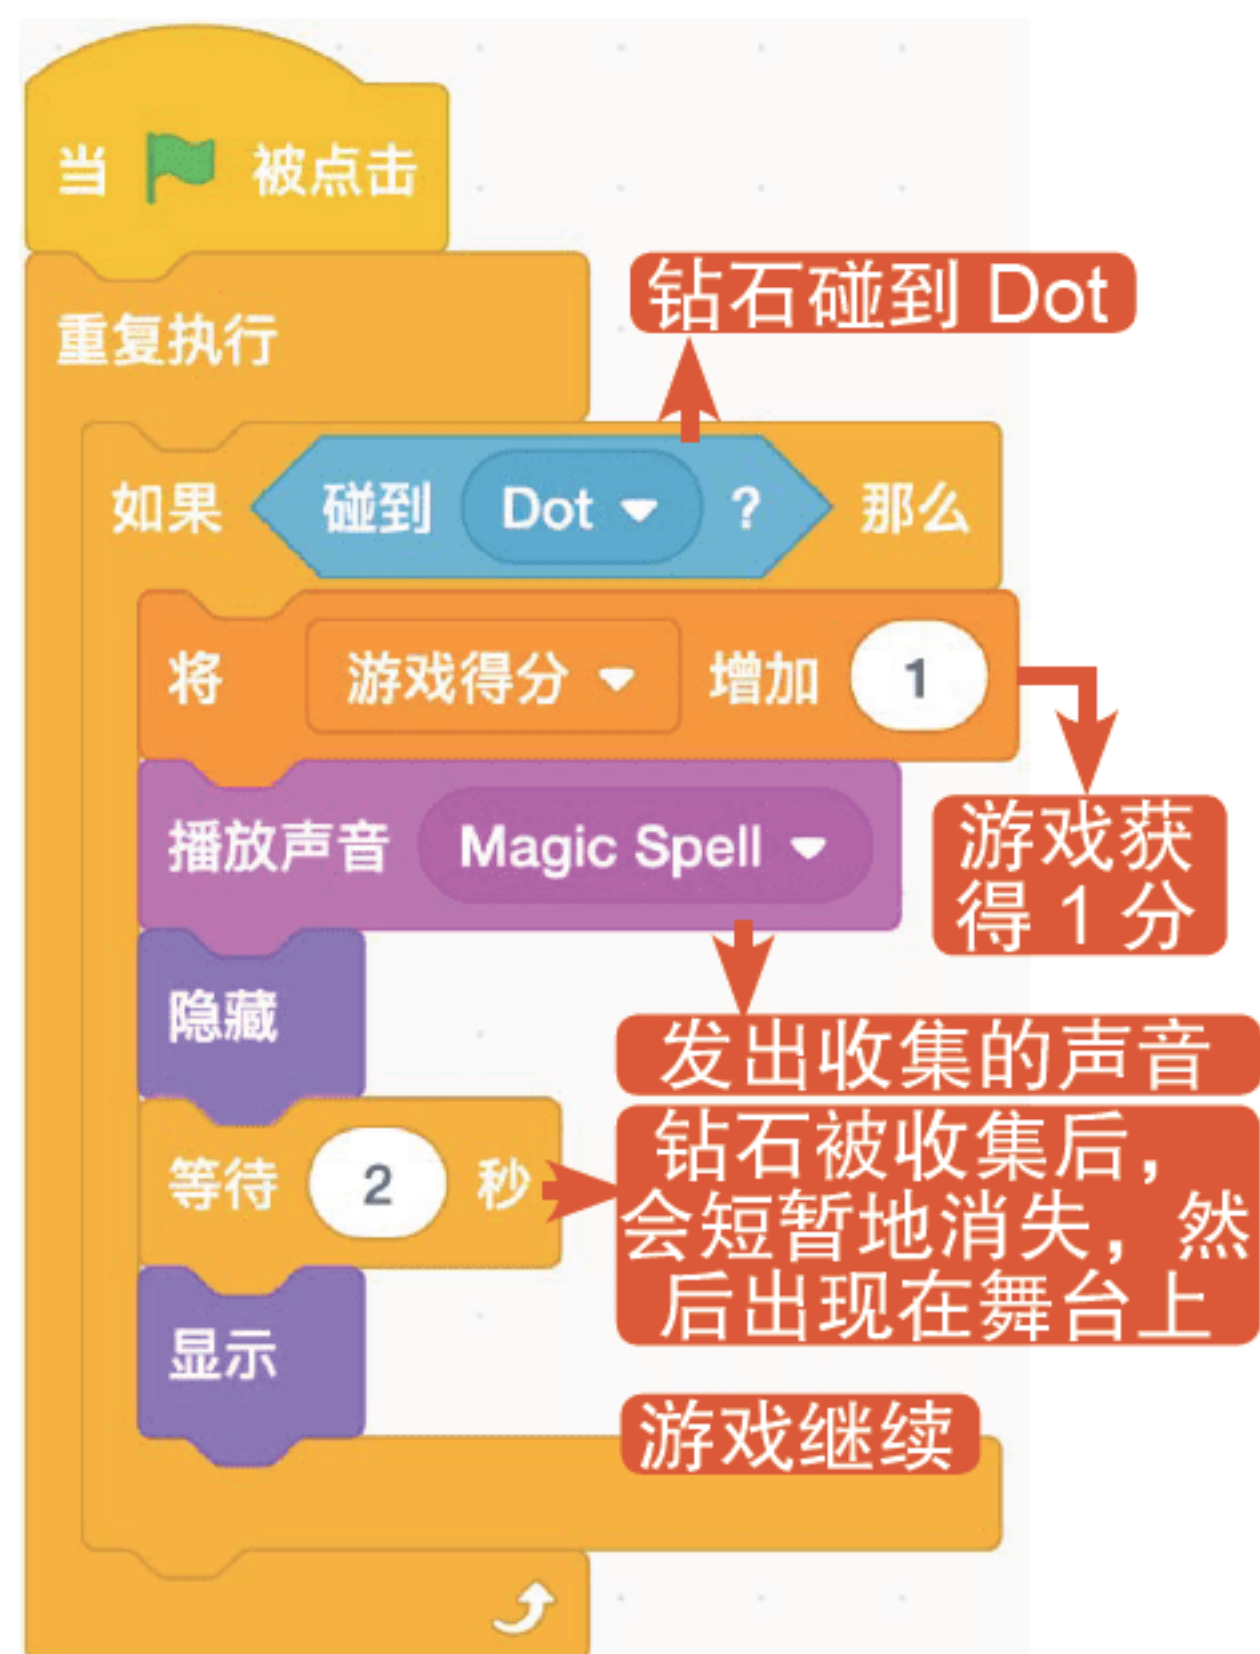 当 被点击
重复执行
钻石碰到 Dot
如果 碰到 Dot ? 那么
将 游戏得分 增加 1
游戏获
得 1 分
播放声音 Magic Spell
发出收集的声音
隐藏
等待 2 秒
钻石被收集后，
会短暂地消失，然
后出现在舞台上
显示
游戏继续